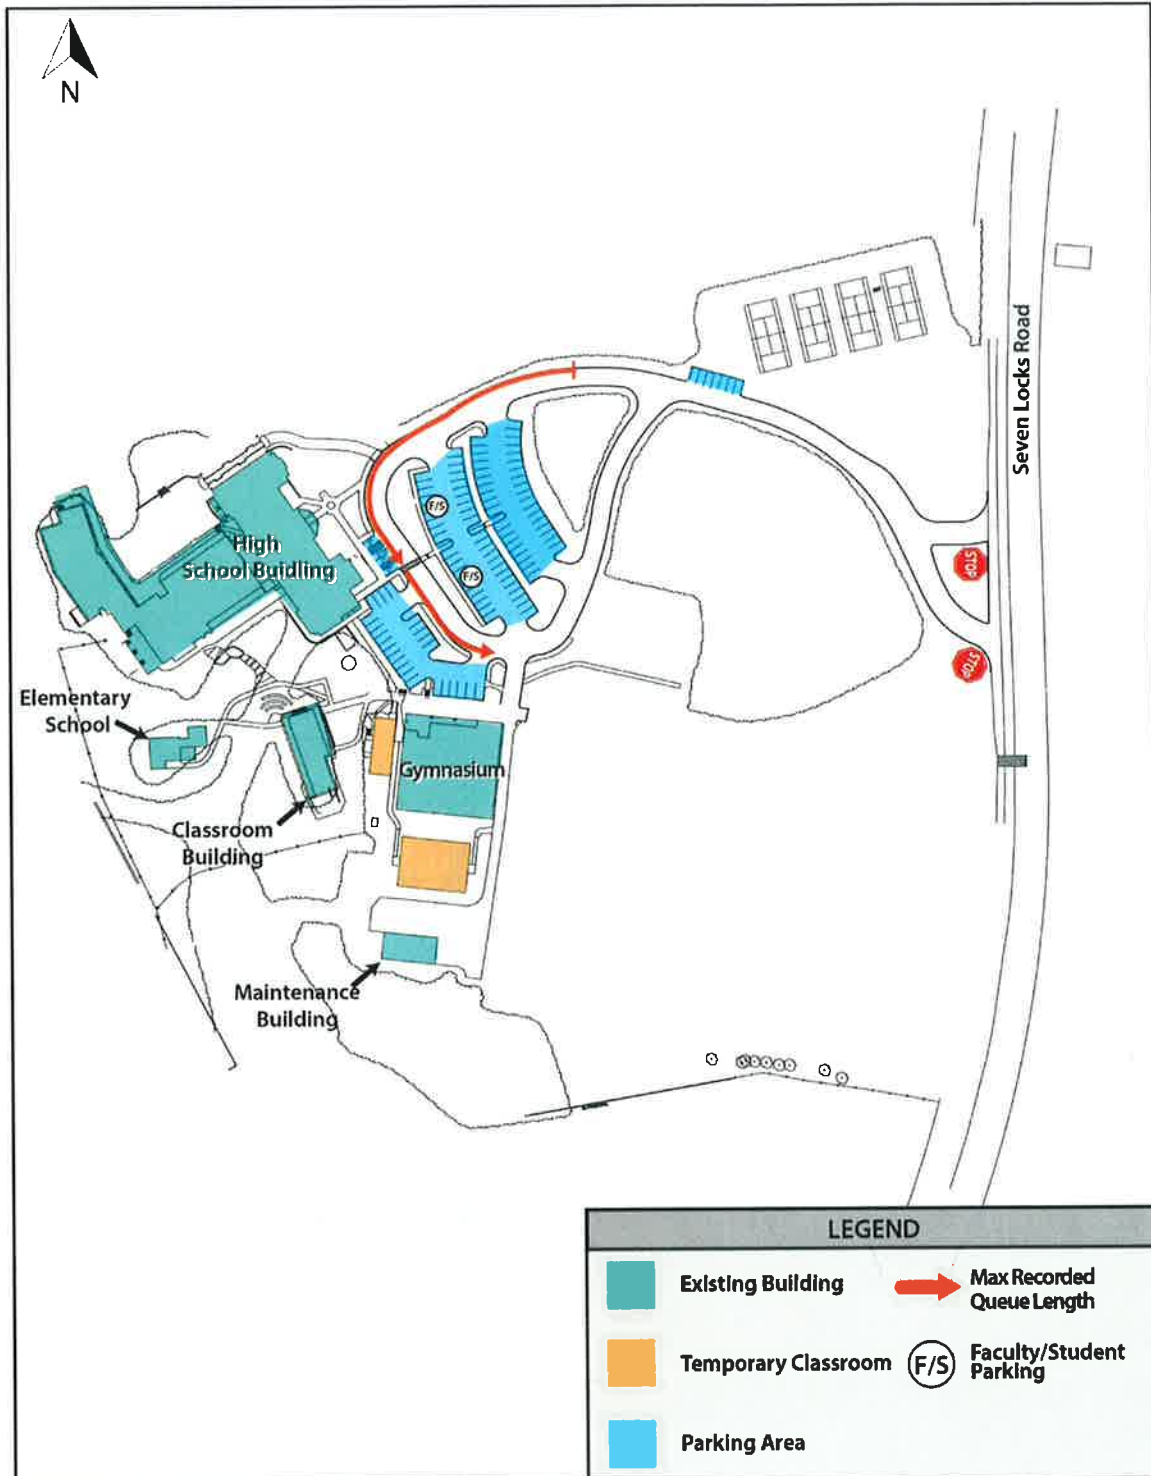 N
Seven Locks Road
F/S
High
School Buidling
F/S
STOP
STOP
Elementary
School
Gymnasium
Classroom
Building
Maintenance
Building
LEGEND
Existing Building
Max Recorded
Queue Length
Temporary Classroom
F/S
Faculty/Student
Parking
Parking Area